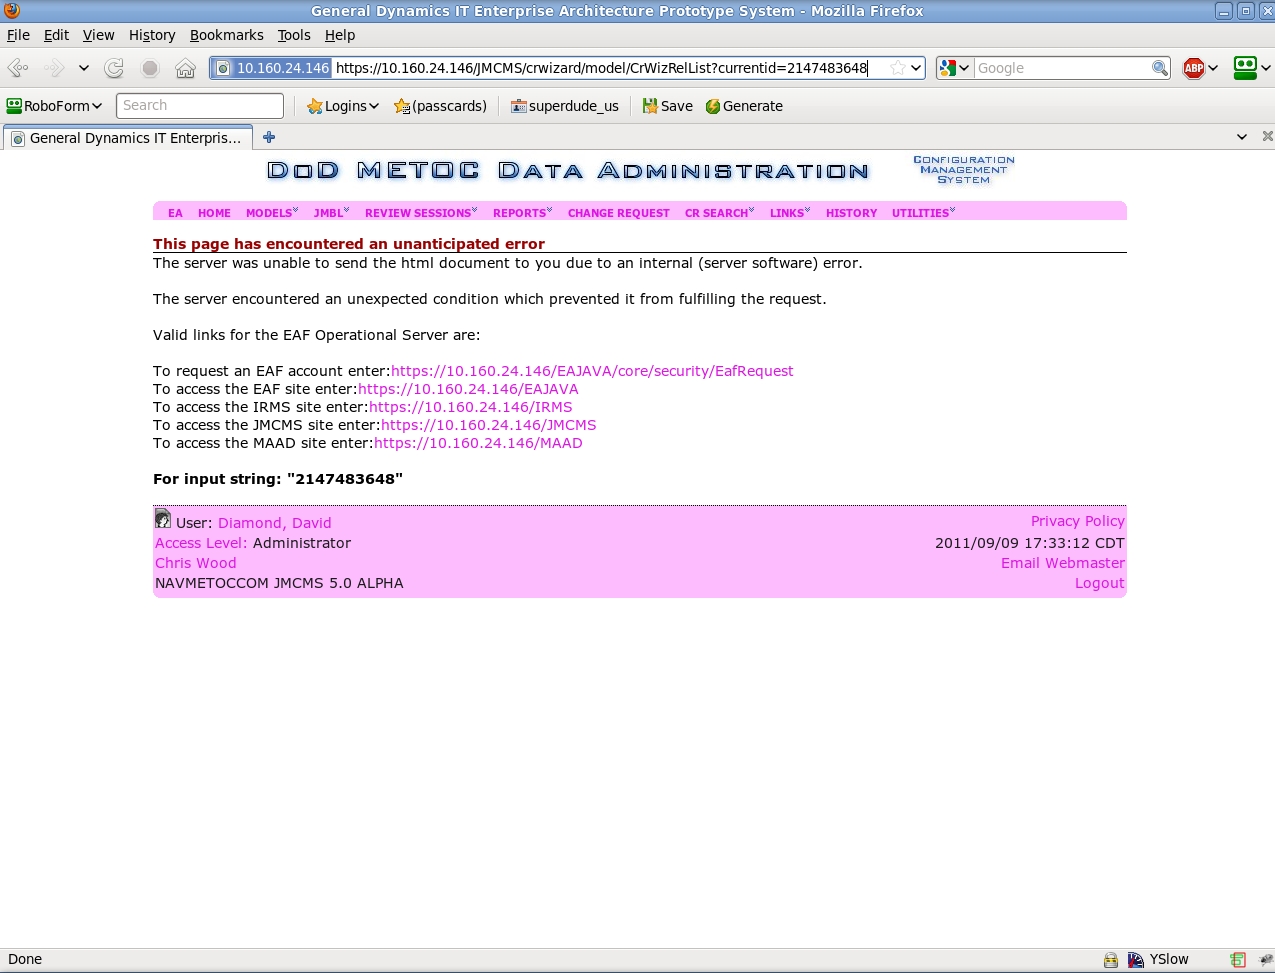 General Dynamics IT Enterprise Architecture Prototype System - Mozilla Firefox
File Edit View History Bookmarks Tools Help
10.160.24.146 https://10.160.24.146/JMCMS/crwizard/model/CrWizRelList?currentid=2147483648 Google ABP
RoboForm Search Logins (passcards) superdude_us Save Generate
General Dynamics IT Enterpris...
DoD METOC Data Administration
Configuration
Management
System
EA HOME MODELS JMBL REVIEW SESSIONS REPORTS CHANGE REQUEST CR SEARCH LINKS HISTORY UTILITIES
This page has encountered an unanticipated error
The server was unable to send the html document to you due to an internal (server software) error.
The server encountered an unexpected condition which prevented it from fulfilling the request.
Valid links for the EAF Operational Server are:
To request an EAF account enter:https://10.160.24.146/EAJAVA/core/security/EafRequest
To access the EAF site enter:https://10.160.24.146/EAJAVA
To access the IRMS site enter:https://10.160.24.146/IRMS
To access the JMCMS site enter:https://10.160.24.146/JMCMS
To access the MAAD site enter:https://10.160.24.146/MAAD
For input string: "2147483648"
User: Diamond, David Privacy Policy
Access Level: Administrator 2011/09/09 17:33:12 CDT
Chris Wood Email Webmaster
NAVMETOCCOM JMCMS 5.0 ALPHA Logout
Done YSlow